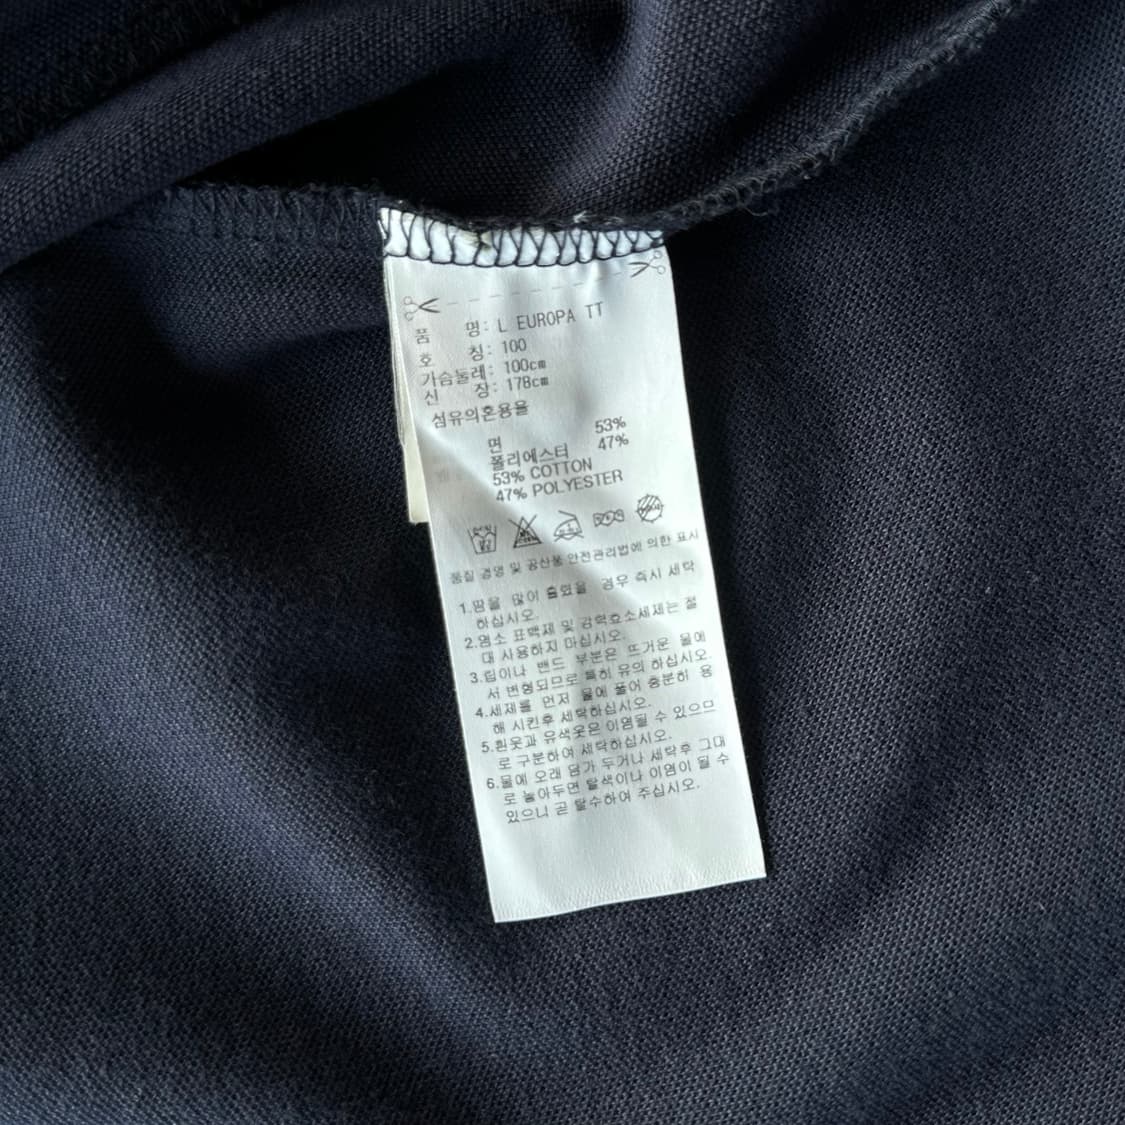 품 명: L EUROPA TT
호 칭: 100
가슴둘레: 100cm
신 장: 178cm
섬유의혼용율
면 53%
폴리에스터 47%
53% COTTON
47% POLYESTER
품질 경영 및 공산품 안전관리법에 의한 표시
1.땀을 많이 흘렸을 경우 즉시 세탁
하십시오.
2.염소 표백제 및 강력효소세제는 절
대 사용하지 마십시오.
3.립이나 밴드 부분은 뜨거운 물에
서 변형되므로 특히 유의 하십시오.
4.세제를 먼저 물에 풀어 충분히 용
해 시킨후 세탁하십시오.
5.흰옷과 유색옷은 이염될 수 있으므
로 구분하여 세탁하십시오.
6.물에 오래 담가 두거나 세탁후 그대
로 놓아두면 탈색이나 이염이 될 수
있으니 곧 탈수하여 주십시오.